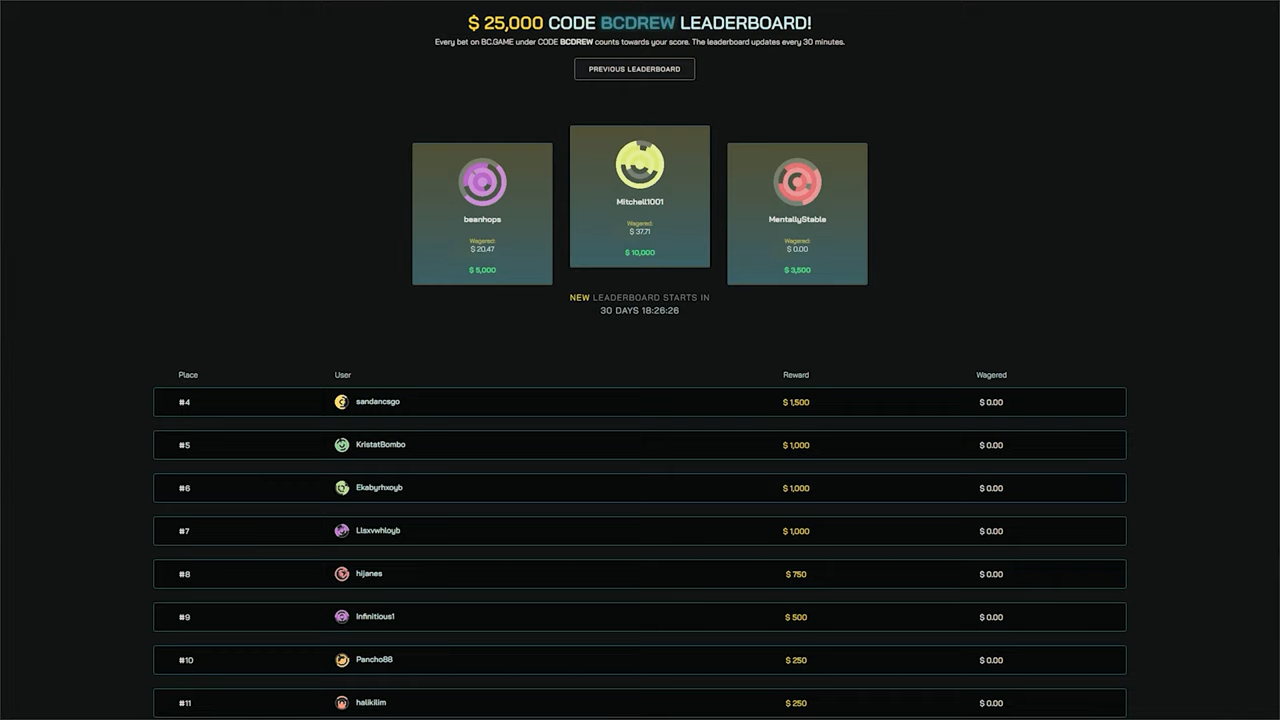 $ 25,000 CODE BCDREW LEADERBOARD!
Every bet on BC.GAME under CODE BCDREW counts towards your score. The leaderboard updates every 30 minutes.
PREVIOUS LEADERBOARD
beanhops
Wagered:
$ 20.47
$ 5,000
Mitchell1001
Wagered:
$ 37.71
$ 10,000
MentallyStable
Wagered:
$ 0.00
$ 3,500
NEW LEADERBOARD STARTS IN
30 DAYS 18:26:26
Place User Reward Wagered
#4 sandancsgo $ 1,500 $ 0.00
#5 KristatBombo $ 1,000 $ 0.00
#6 Ekabyrhxoyb $ 1,000 $ 0.00
#7 Llsxvwhloyb $ 1,000 $ 0.00
#8 hijanes $ 750 $ 0.00
#9 Infinitious1 $ 500 $ 0.00
#10 Pancho88 $ 250 $ 0.00
#11 halikilim $ 250 $ 0.00